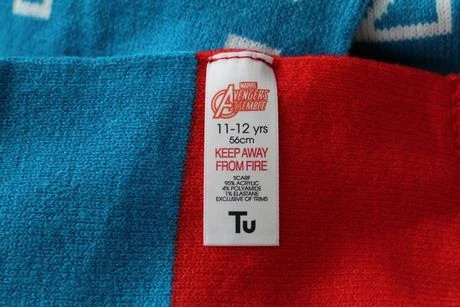 MARVEL
AVENGERS
ASSEMBLE
11-12 yrs
56cm
KEEP AWAY
FROM FIRE
SCARF
95% ACRYLIC
4% POLYAMIDE
1% ELASTANE
EXCLUSIVE OF TRIMS
Tu